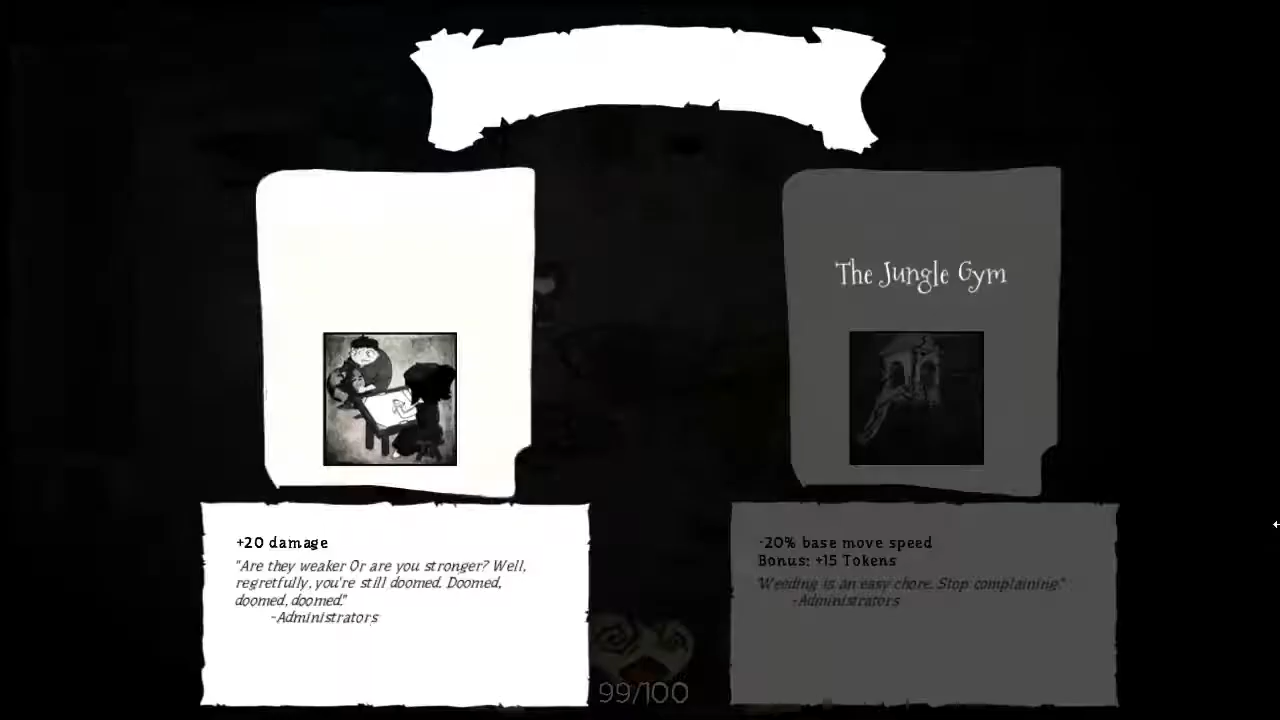 The Jungle Gym
+20 damage
"Are they weaker Or are you stronger? Well,
regretfully, you're still doomed. Doomed,
doomed, doomed."
-Administrators
-20% base move speed
Bonus: +15 Tokens
"Weeding is an easy chore. Stop complaining."
-Administrators
99/100